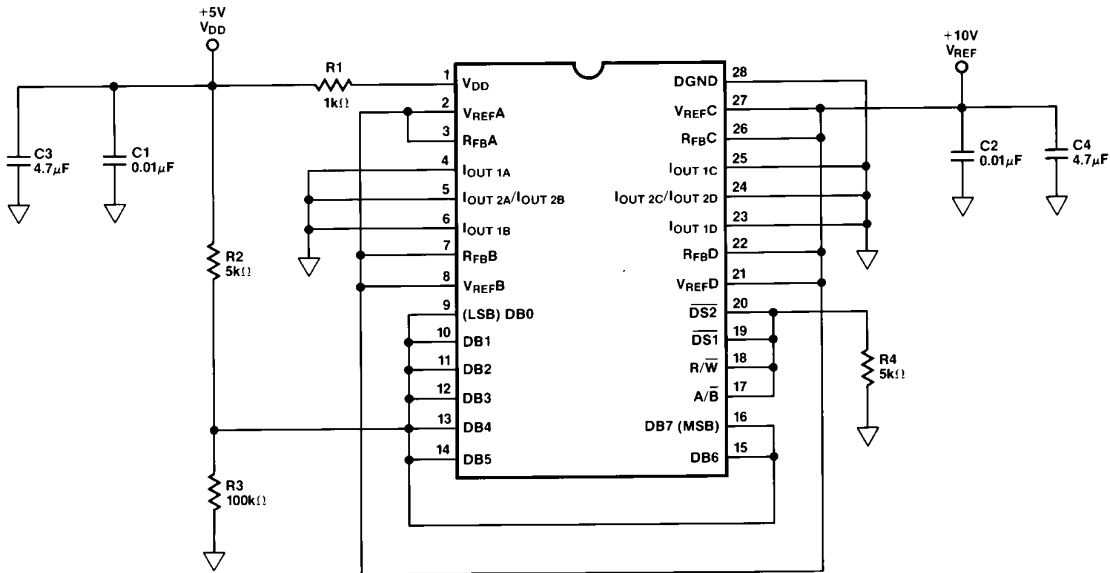 +5V
VDD
+10V
VREF
R1
1kΩ
C3
4.7µF
C1
0.01µF
R2
5kΩ
R3
100kΩ
1 VDD
2 VREFA
3 RFBA
4 IOUT 1A
5 IOUT 2A/IOUT 2B
6 IOUT 1B
7 RFBB
8 VREFB
9 (LSB) DB0
10 DB1
11 DB2
12 DB3
13 DB4
14 DB5
DGND 28
VREFC 27
RFBC 26
IOUT 1C 25
IOUT 2C/IOUT 2D 24
IOUT 1D 23
RFBD 22
VREFD 21
D̅S̅2̅ 20
D̅S̅1̅ 19
R/W̅ 18
A/B̅ 17
DB7 (MSB) 16
DB6 15
C2
0.01µF
C4
4.7µF
R4
5kΩ